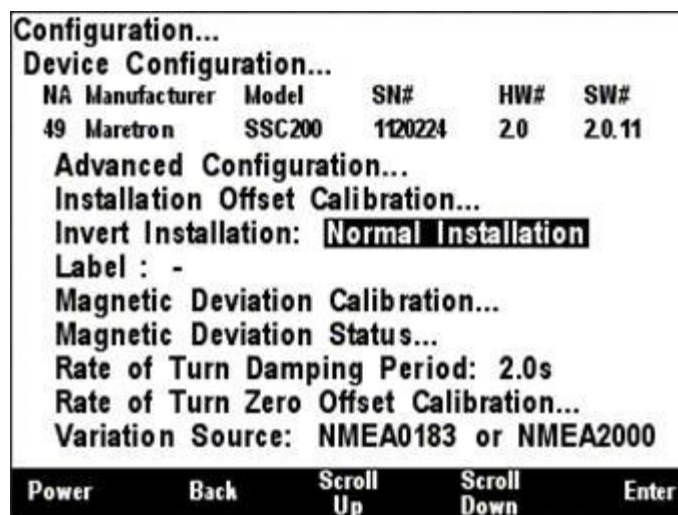 Configuration...
Device Configuration...
NA Manufacturer Model SN# HW# SW#
49 Maretron SSC200 1120224 2.0 2.0.11
Advanced Configuration...
Installation Offset Calibration...
Invert Installation: Normal Installation
Label : -
Magnetic Deviation Calibration...
Magnetic Deviation Status...
Rate of Turn Damping Period: 2.0s
Rate of Turn Zero Offset Calibration...
Variation Source: NMEA0183 or NMEA2000
Power Back Scroll Up Scroll Down Enter